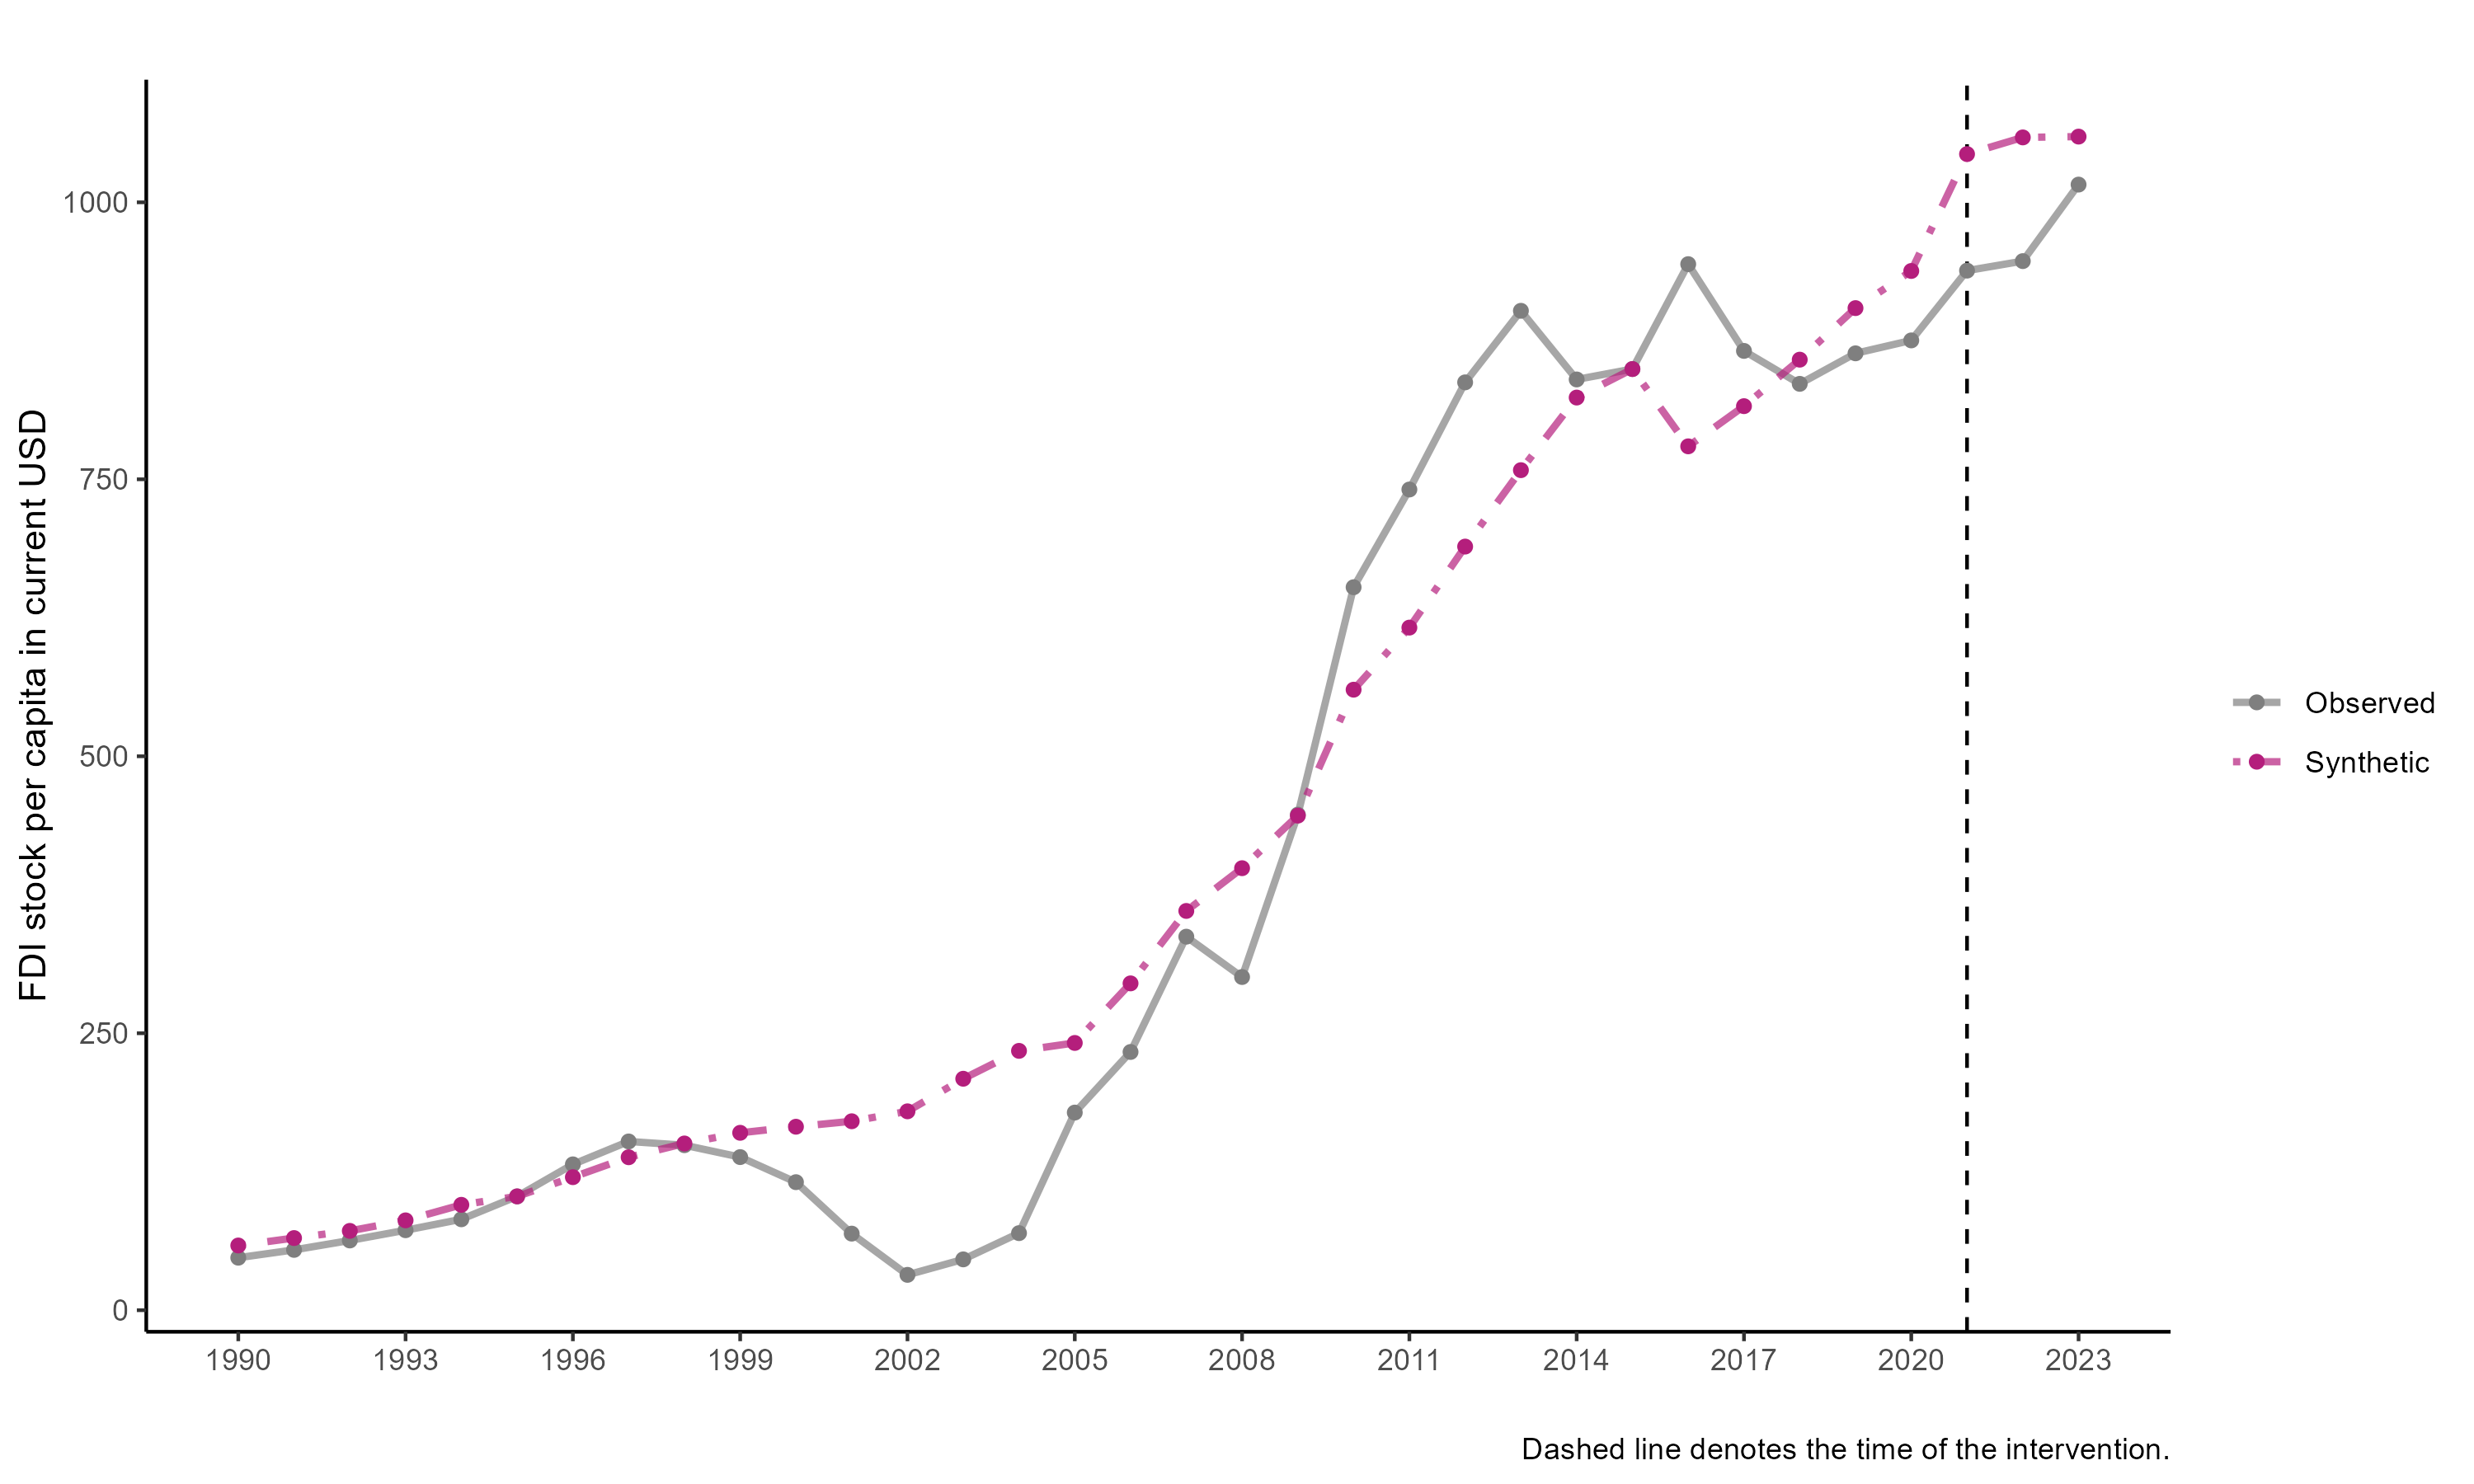 FDI stock per capita in current USD
1000
750
500
250
0
1990 1993 1996 1999 2002 2005 2008 2011 2014 2017 2020 2023
Observed
Synthetic
Dashed line denotes the time of the intervention.